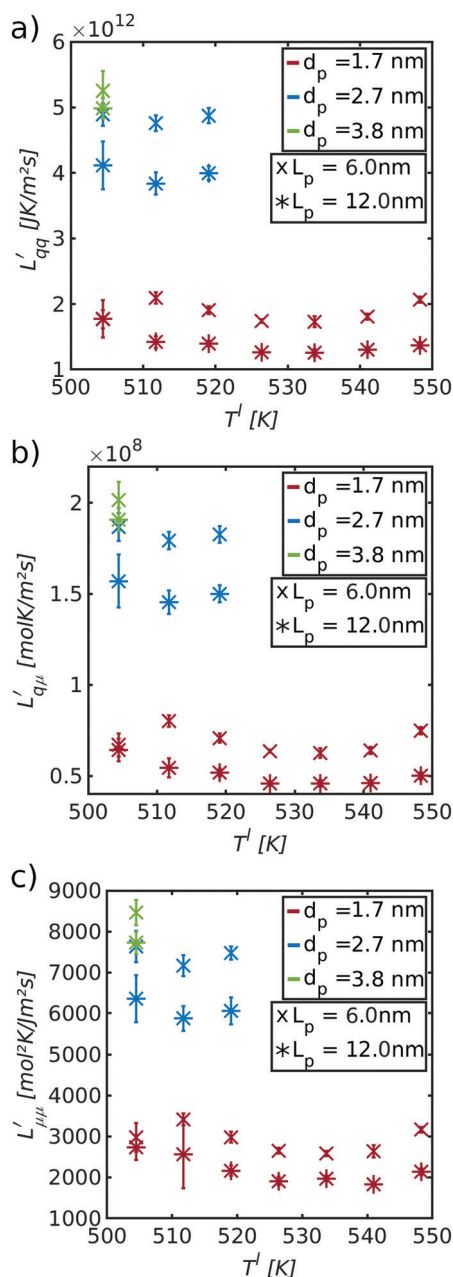 a)
×10¹²
6
5
4
2
1
L′qq [JK/m²s]
d_p =1.7 nm
d_p =2.7 nm
d_p =3.8 nm
×L_p = 6.0nm
*L_p = 12.0nm
500 510 520 530 540 550
T^l [K]
b)
×10⁸
2
1.5
1
0.5
L′qμ [molK/m²s]
d_p =1.7 nm
d_p =2.7 nm
d_p =3.8 nm
×L_p = 6.0nm
*L_p = 12.0nm
500 510 520 530 540 550
T^l [K]
c)
9000
8000
7000
6000
5000
4000
3000
2000
1000
L′μμ [mol²K/Jm²s]
d_p =1.7 nm
d_p =2.7 nm
d_p =3.8 nm
×L_p = 6.0nm
*L_p = 12.0nm
500 510 520 530 540 550
T^l [K]